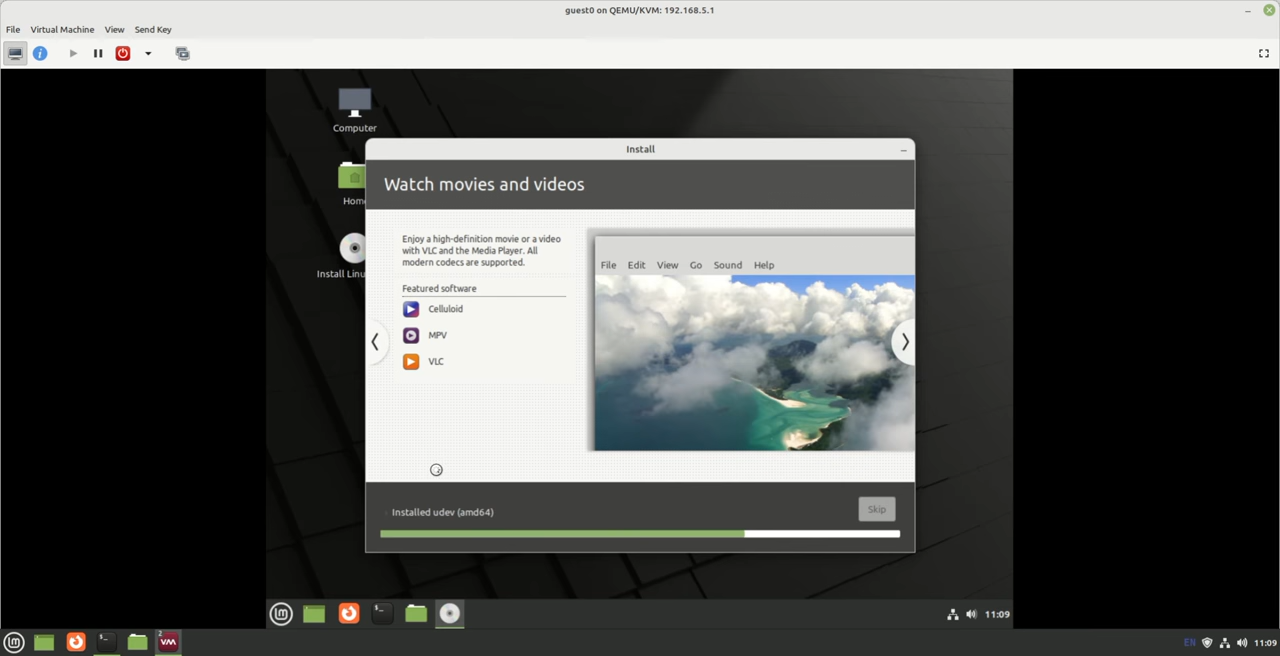 guest0 on QEMU/KVM: 192.168.5.1
File Virtual Machine View Send Key
Computer
Install
Watch movies and videos
Home
Enjoy a high-definition movie or a video
with VLC and the Media Player. All
modern codecs are supported.
File Edit View Go Sound Help
Install Linu
Featured software
Celluloid
MPV
VLC
Installed udev (amd64)
Skip
11:09
2
EN 11:09